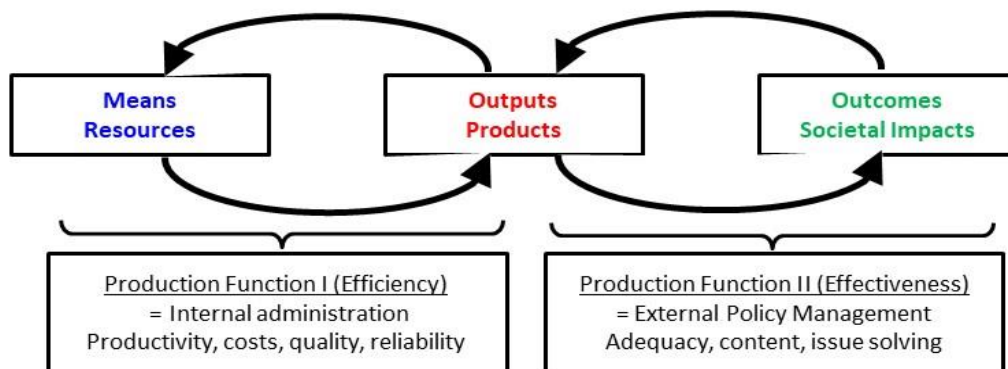 Means
Resources
Outputs
Products
Outcomes
Societal Impacts
Production Function I (Efficiency)
= Internal administration
Productivity, costs, quality, reliability
Production Function II (Effectiveness)
= External Policy Management
Adequacy, content, issue solving